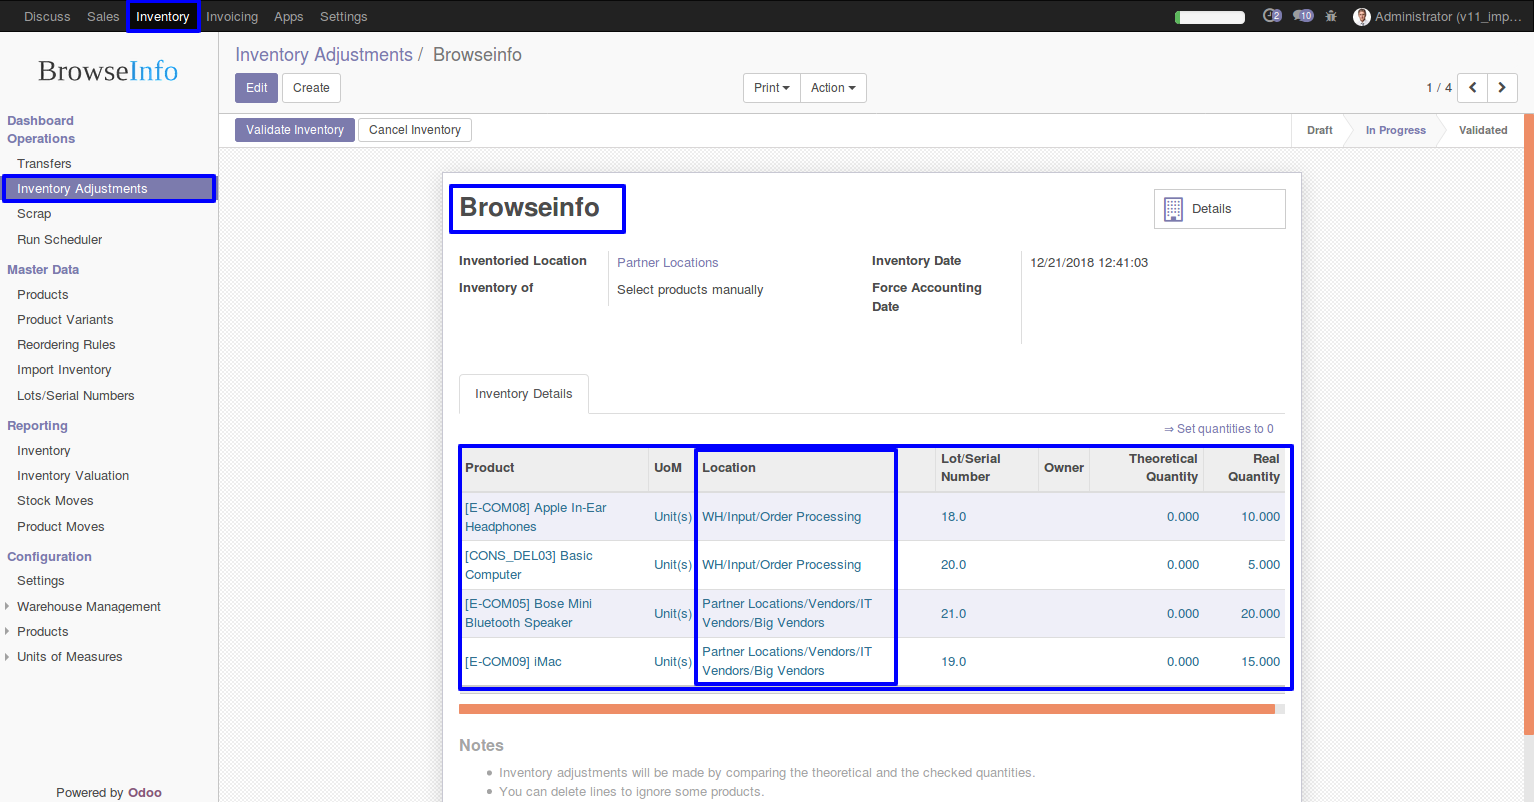 Discuss Sales Inventory Invoicing Apps Settings 2 10 Administrator (v11_imp...
BrowseInfo
Dashboard
Operations
Transfers
Inventory Adjustments
Scrap
Run Scheduler
Master Data
Products
Product Variants
Reordering Rules
Import Inventory
Lots/Serial Numbers
Reporting
Inventory
Inventory Valuation
Stock Moves
Product Moves
Configuration
Settings
Warehouse Management
Products
Units of Measures
Powered by Odoo
Inventory Adjustments / Browseinfo
Edit Create Print Action 1 / 4
Validate Inventory Cancel Inventory Draft In Progress Validated
Browseinfo
Details
Inventoried Location Partner Locations
Inventory of Select products manually
Inventory Date 12/21/2018 12:41:03
Force Accounting
Date
Inventory Details
⇒ Set quantities to 0
Product UoM Location Lot/Serial Number Owner Theoretical Quantity Real Quantity
[E-COM08] Apple In-Ear Headphones Unit(s) WH/Input/Order Processing 18.0 0.000 10.000
[CONS_DEL03] Basic Computer Unit(s) WH/Input/Order Processing 20.0 0.000 5.000
[E-COM05] Bose Mini Bluetooth Speaker Unit(s) Partner Locations/Vendors/IT Vendors/Big Vendors 21.0 0.000 20.000
[E-COM09] iMac Unit(s) Partner Locations/Vendors/IT Vendors/Big Vendors 19.0 0.000 15.000
Notes
Inventory adjustments will be made by comparing the theoretical and the checked quantities.
You can delete lines to ignore some products.